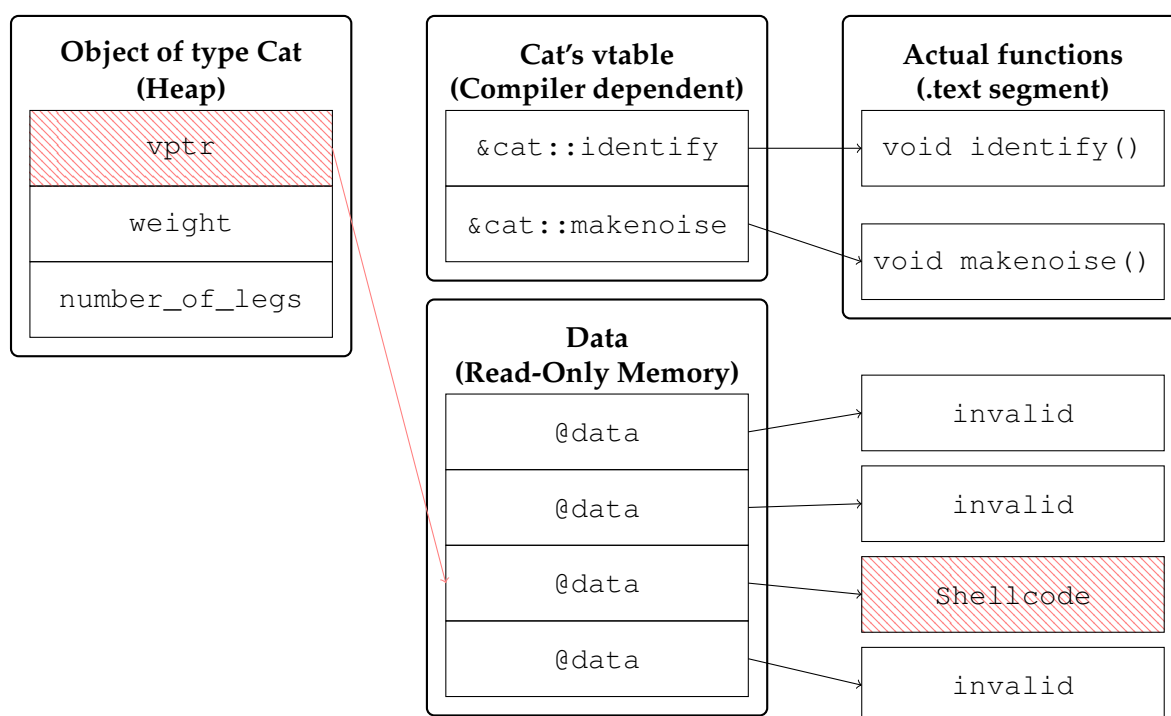 Object of type Cat
(Heap)
vptr
weight
number_of_legs
Cat's vtable
(Compiler dependent)
&cat::identify
&cat::makenoise
Actual functions
(.text segment)
void identify()
void makenoise()
Data
(Read-Only Memory)
@data
@data
@data
@data
invalid
invalid
Shellcode
invalid